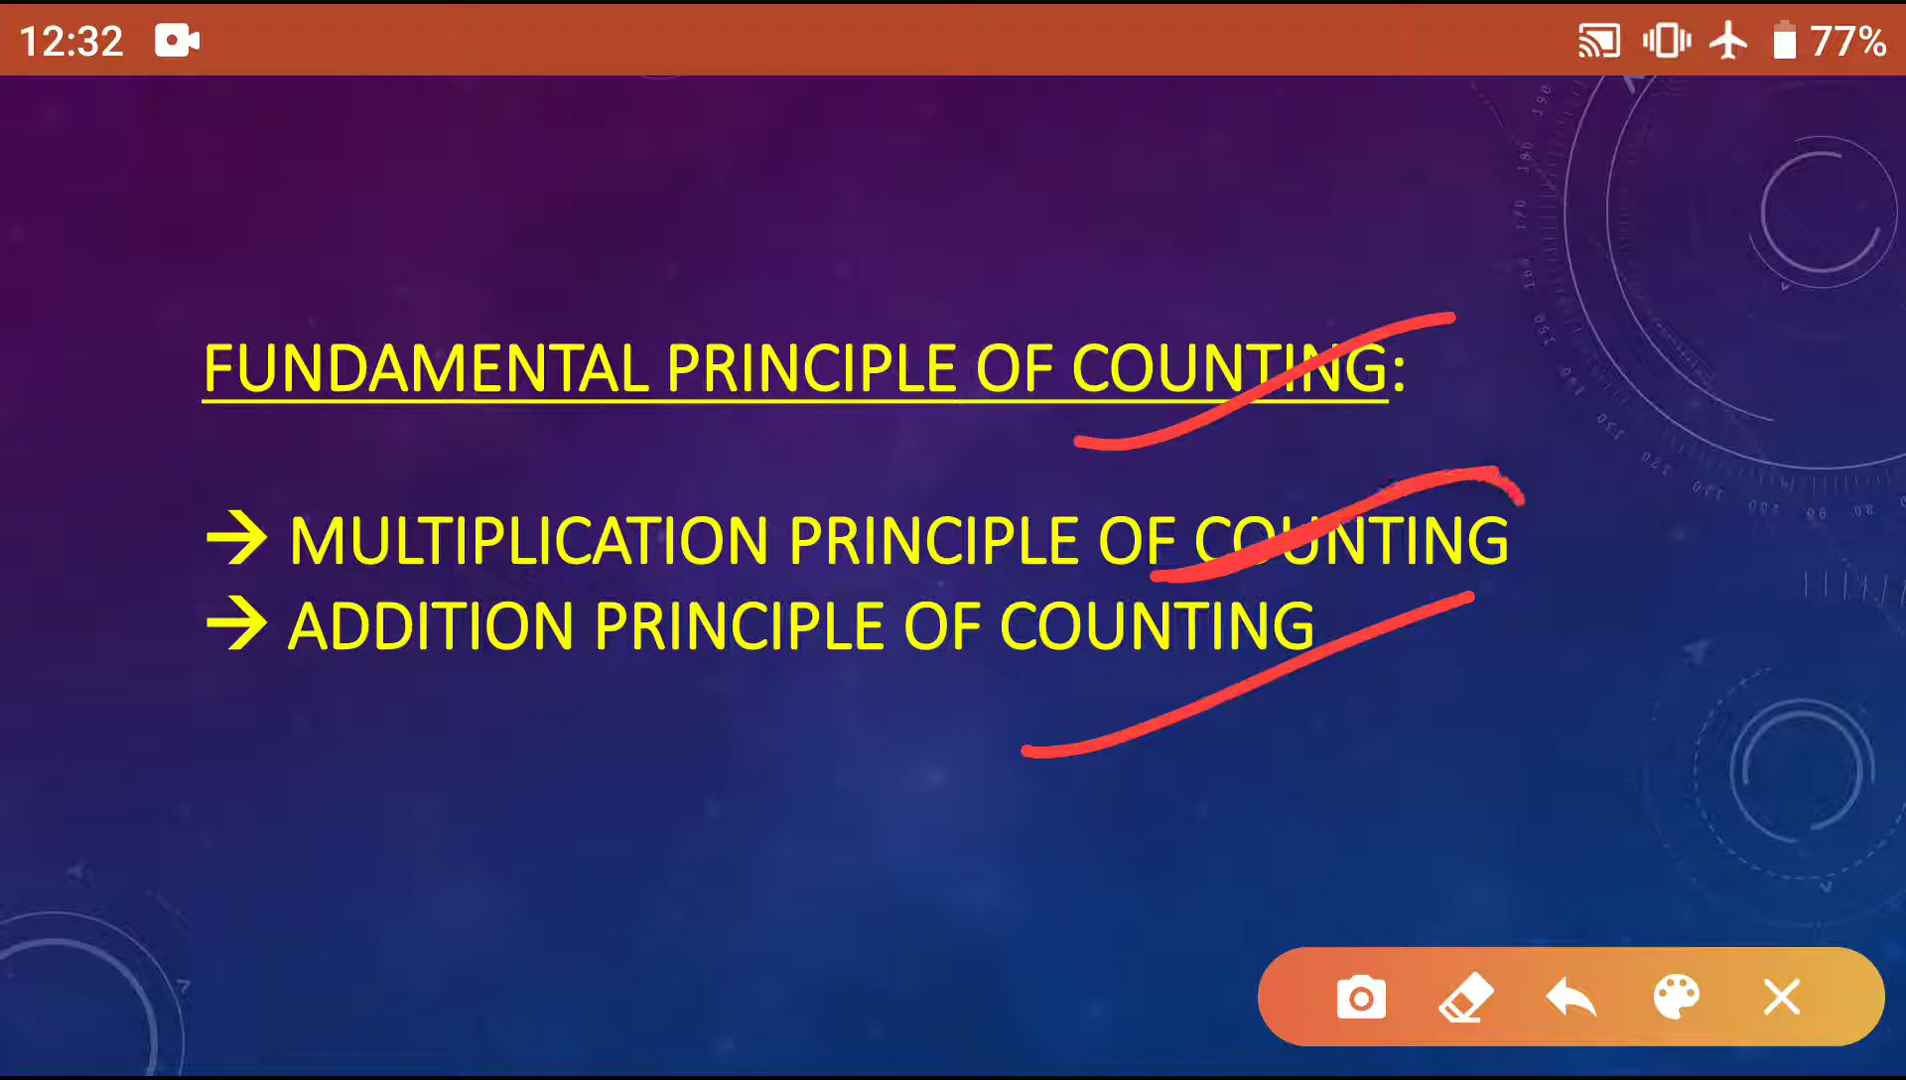 12:32 77%
FUNDAMENTAL PRINCIPLE OF COUNTING:
→ MULTIPLICATION PRINCIPLE OF COUNTING
→ ADDITION PRINCIPLE OF COUNTING